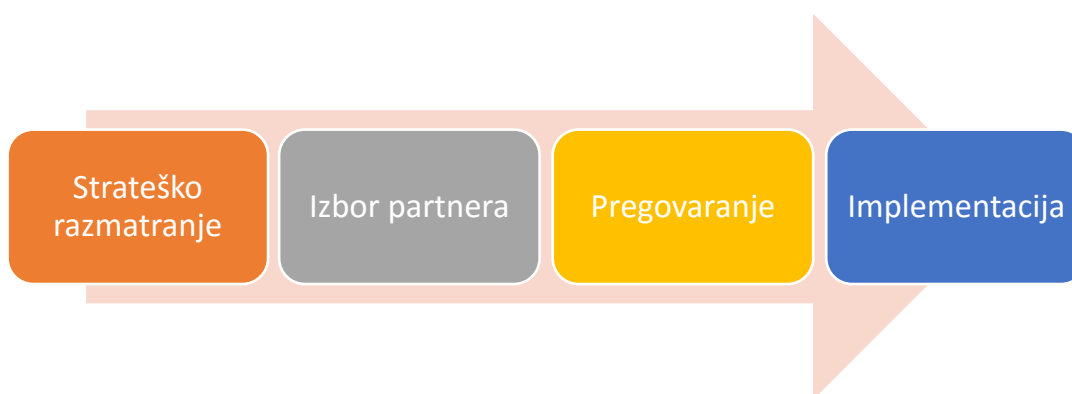 Strateško
razmatranje
Izbor partnera
Pregovaranje
Implementacija